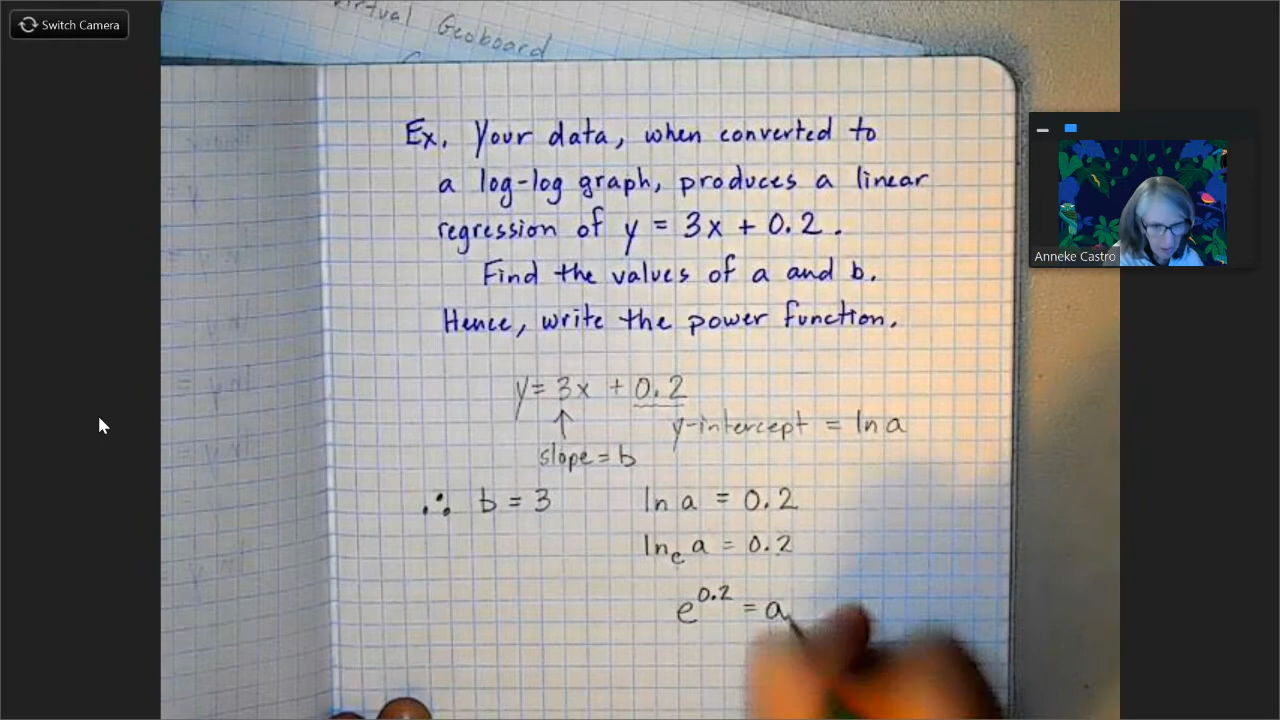 Switch Camera
Virtual Geoboard
Ex. Your data, when converted to
a log-log graph, produces a linear
regression of y = 3x + 0.2.
Find the values of a and b.
Hence, write the power function.
y = 3x + 0.2
y-intercept = ln a
slope = b
∴ b = 3
ln a = 0.2
lnₑ a = 0.2
e^0.2 = a
Anneke Castro